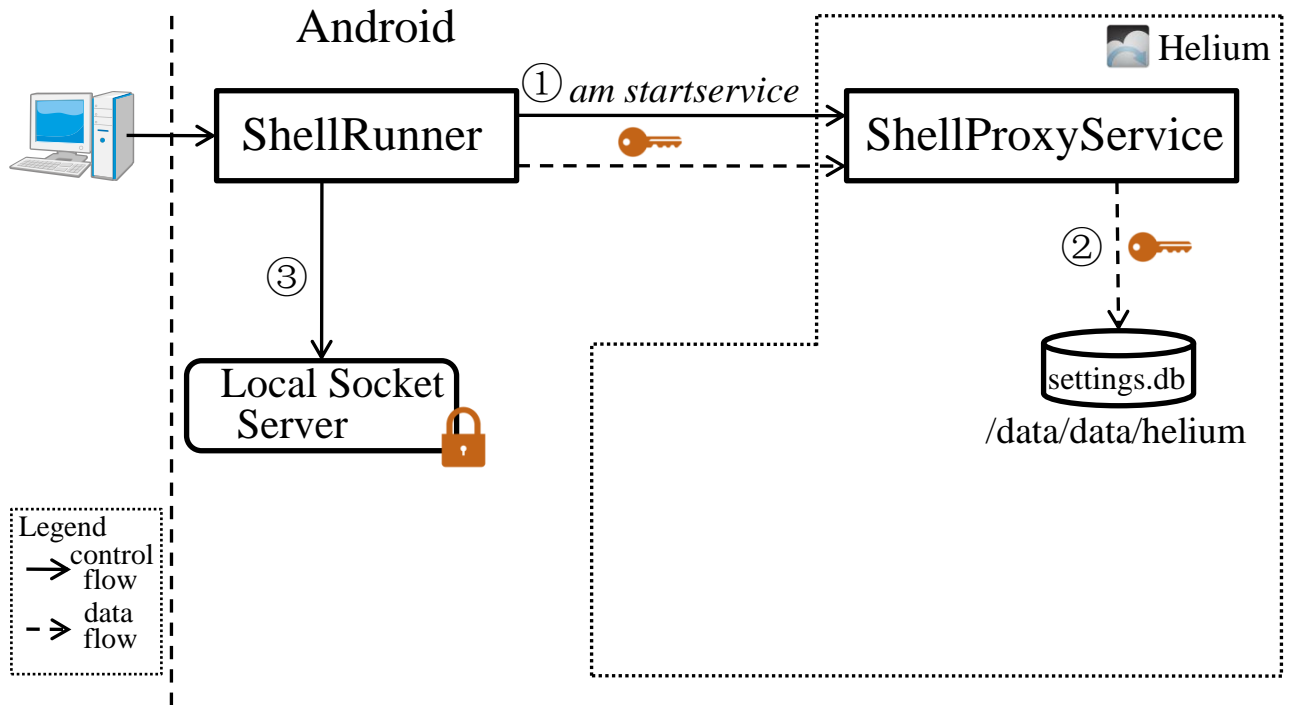 Android
Helium
① am startservice
ShellRunner
ShellProxyService
②
③
settings.db
/data/data/helium
Local Socket
Server
Legend
control
flow
data
flow